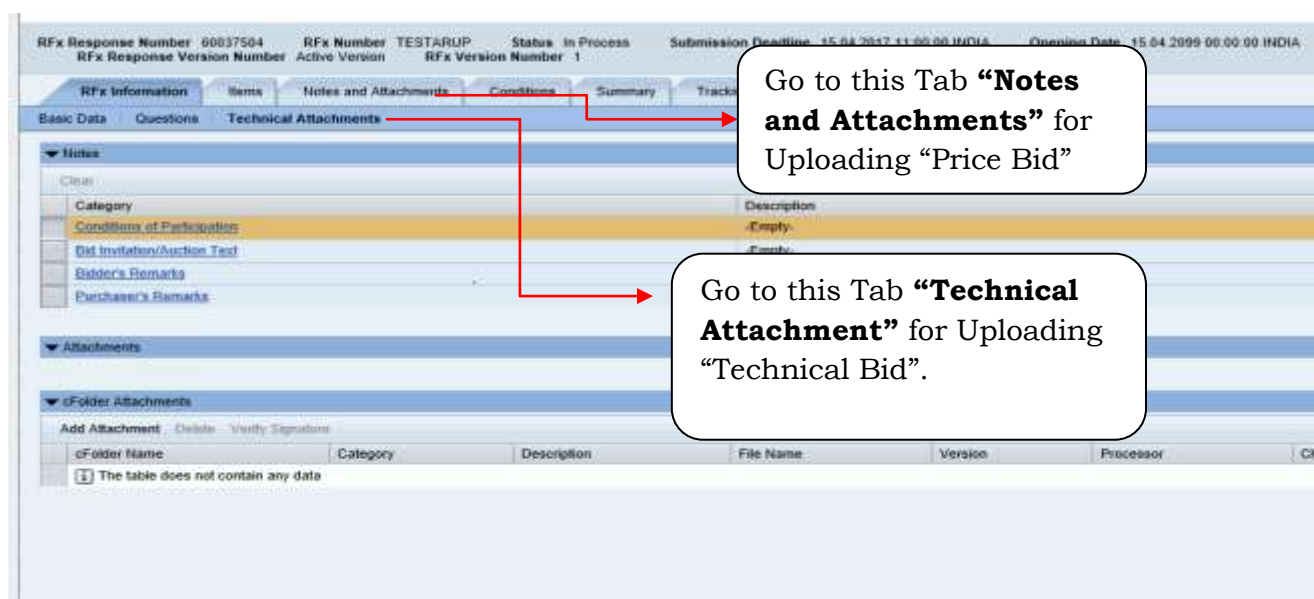 RFx Response Number 60037504 RFx Number TESTARUP Status In Process Submission Deadline 15.04.2017 11:00:00 INDIA Opening Date 15.04.2099 00:00:00 INDIA
RFx Response Version Number Active Version RFx Version Number 1
RFx Information Items Notes and Attachments Conditions Summary
Basic Data Questions Technical Attachments
Go to this Tab “Notes
and Attachments” for
Uploading “Price Bid”
Notes
Clear
Category Description
Conditions of Participation -Empty-
Bid Invitation/Auction Text -Empty-
Bidder's Remarks
Purchaser's Remarks
Go to this Tab “Technical
Attachment” for Uploading
“Technical Bid”.
Attachments
cFolder Attachments
Add Attachment Delete Verify Signature
cFolder Name Category Description File Name Version Processor
The table does not contain any data